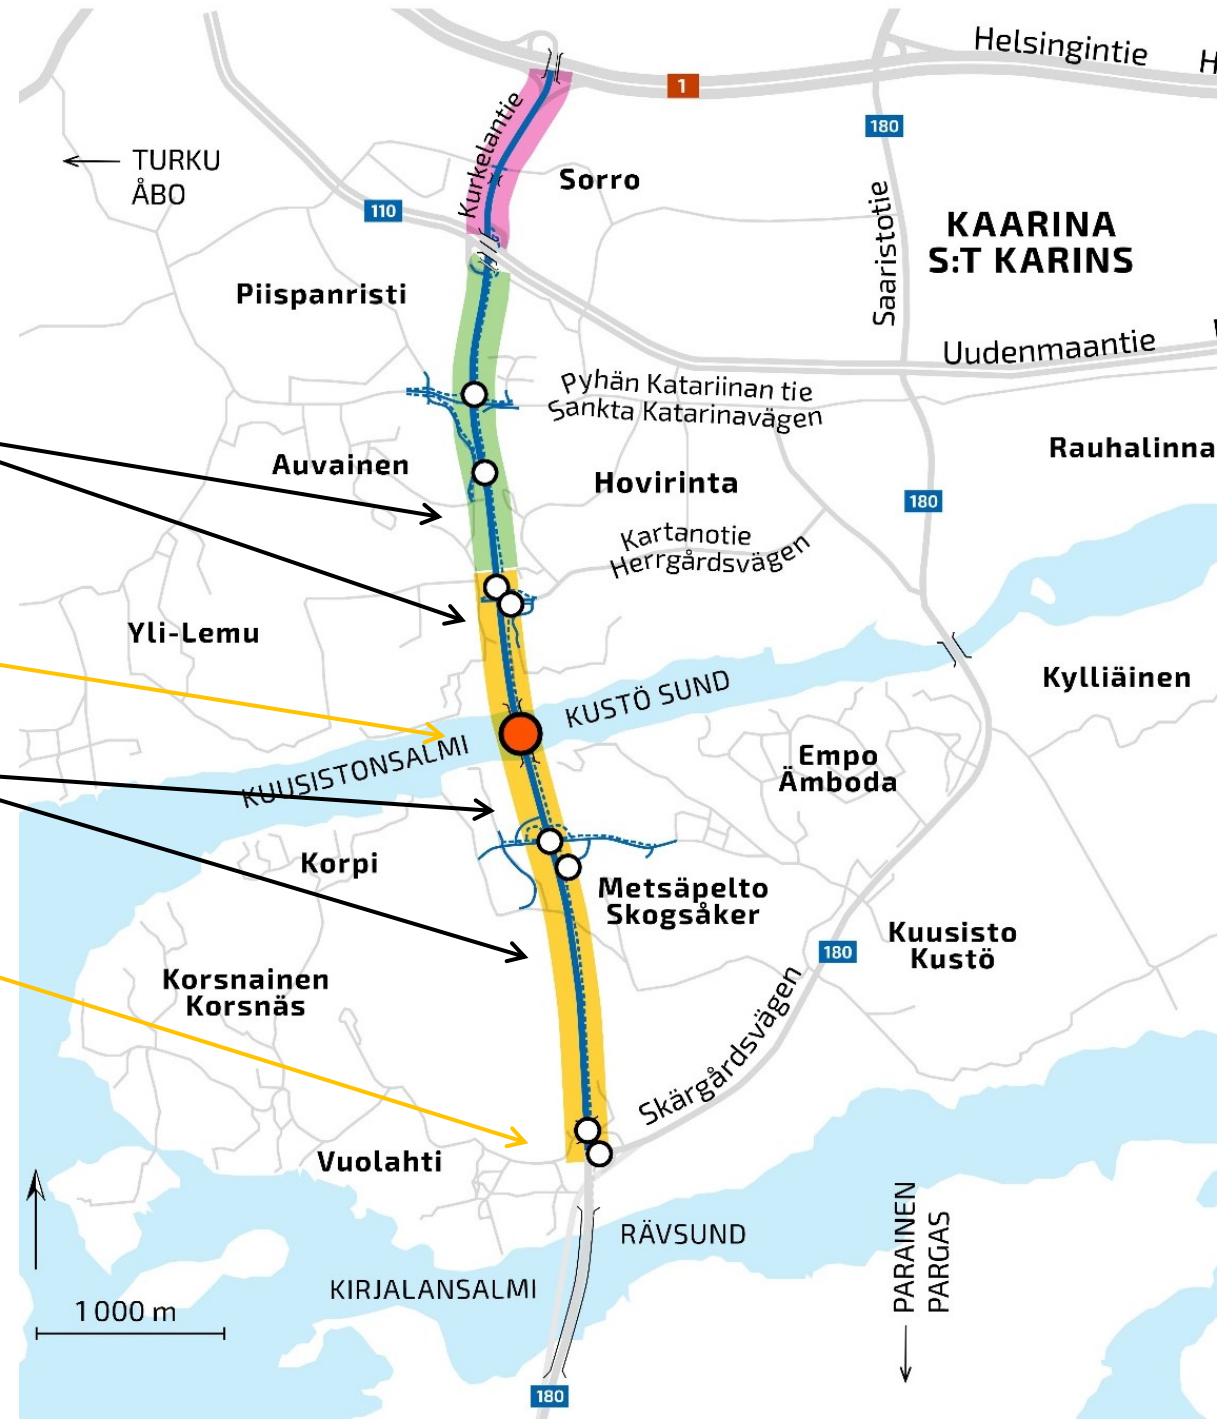 Helsingintie
H
1
180
TURKU
ÅBO
Kurkelantie
Sorro
110
Saaristotie
KAARINA
S:T KARINS
Piispanristi
Uudenmaantie
Pyhän Katariinan tie
Sankta Katarinavägen
Auvainen
Hovirinta
Rauhalinna
180
Kartanotie
Herrgårdsvägen
Yli-Lemu
Kylliäinen
KUSTÖ SUND
KUUSISTONSALMI
Empo
Ämboda
Korpi
Metsäpelto
Skogsåker
Kuusisto
Kustö
180
Korsnainen
Korsnäs
Skärgårdsvägen
Vuolahti
PARAINEN
PARGAS
RÄVSUND
KIRJALANSALMI
1 000 m
180